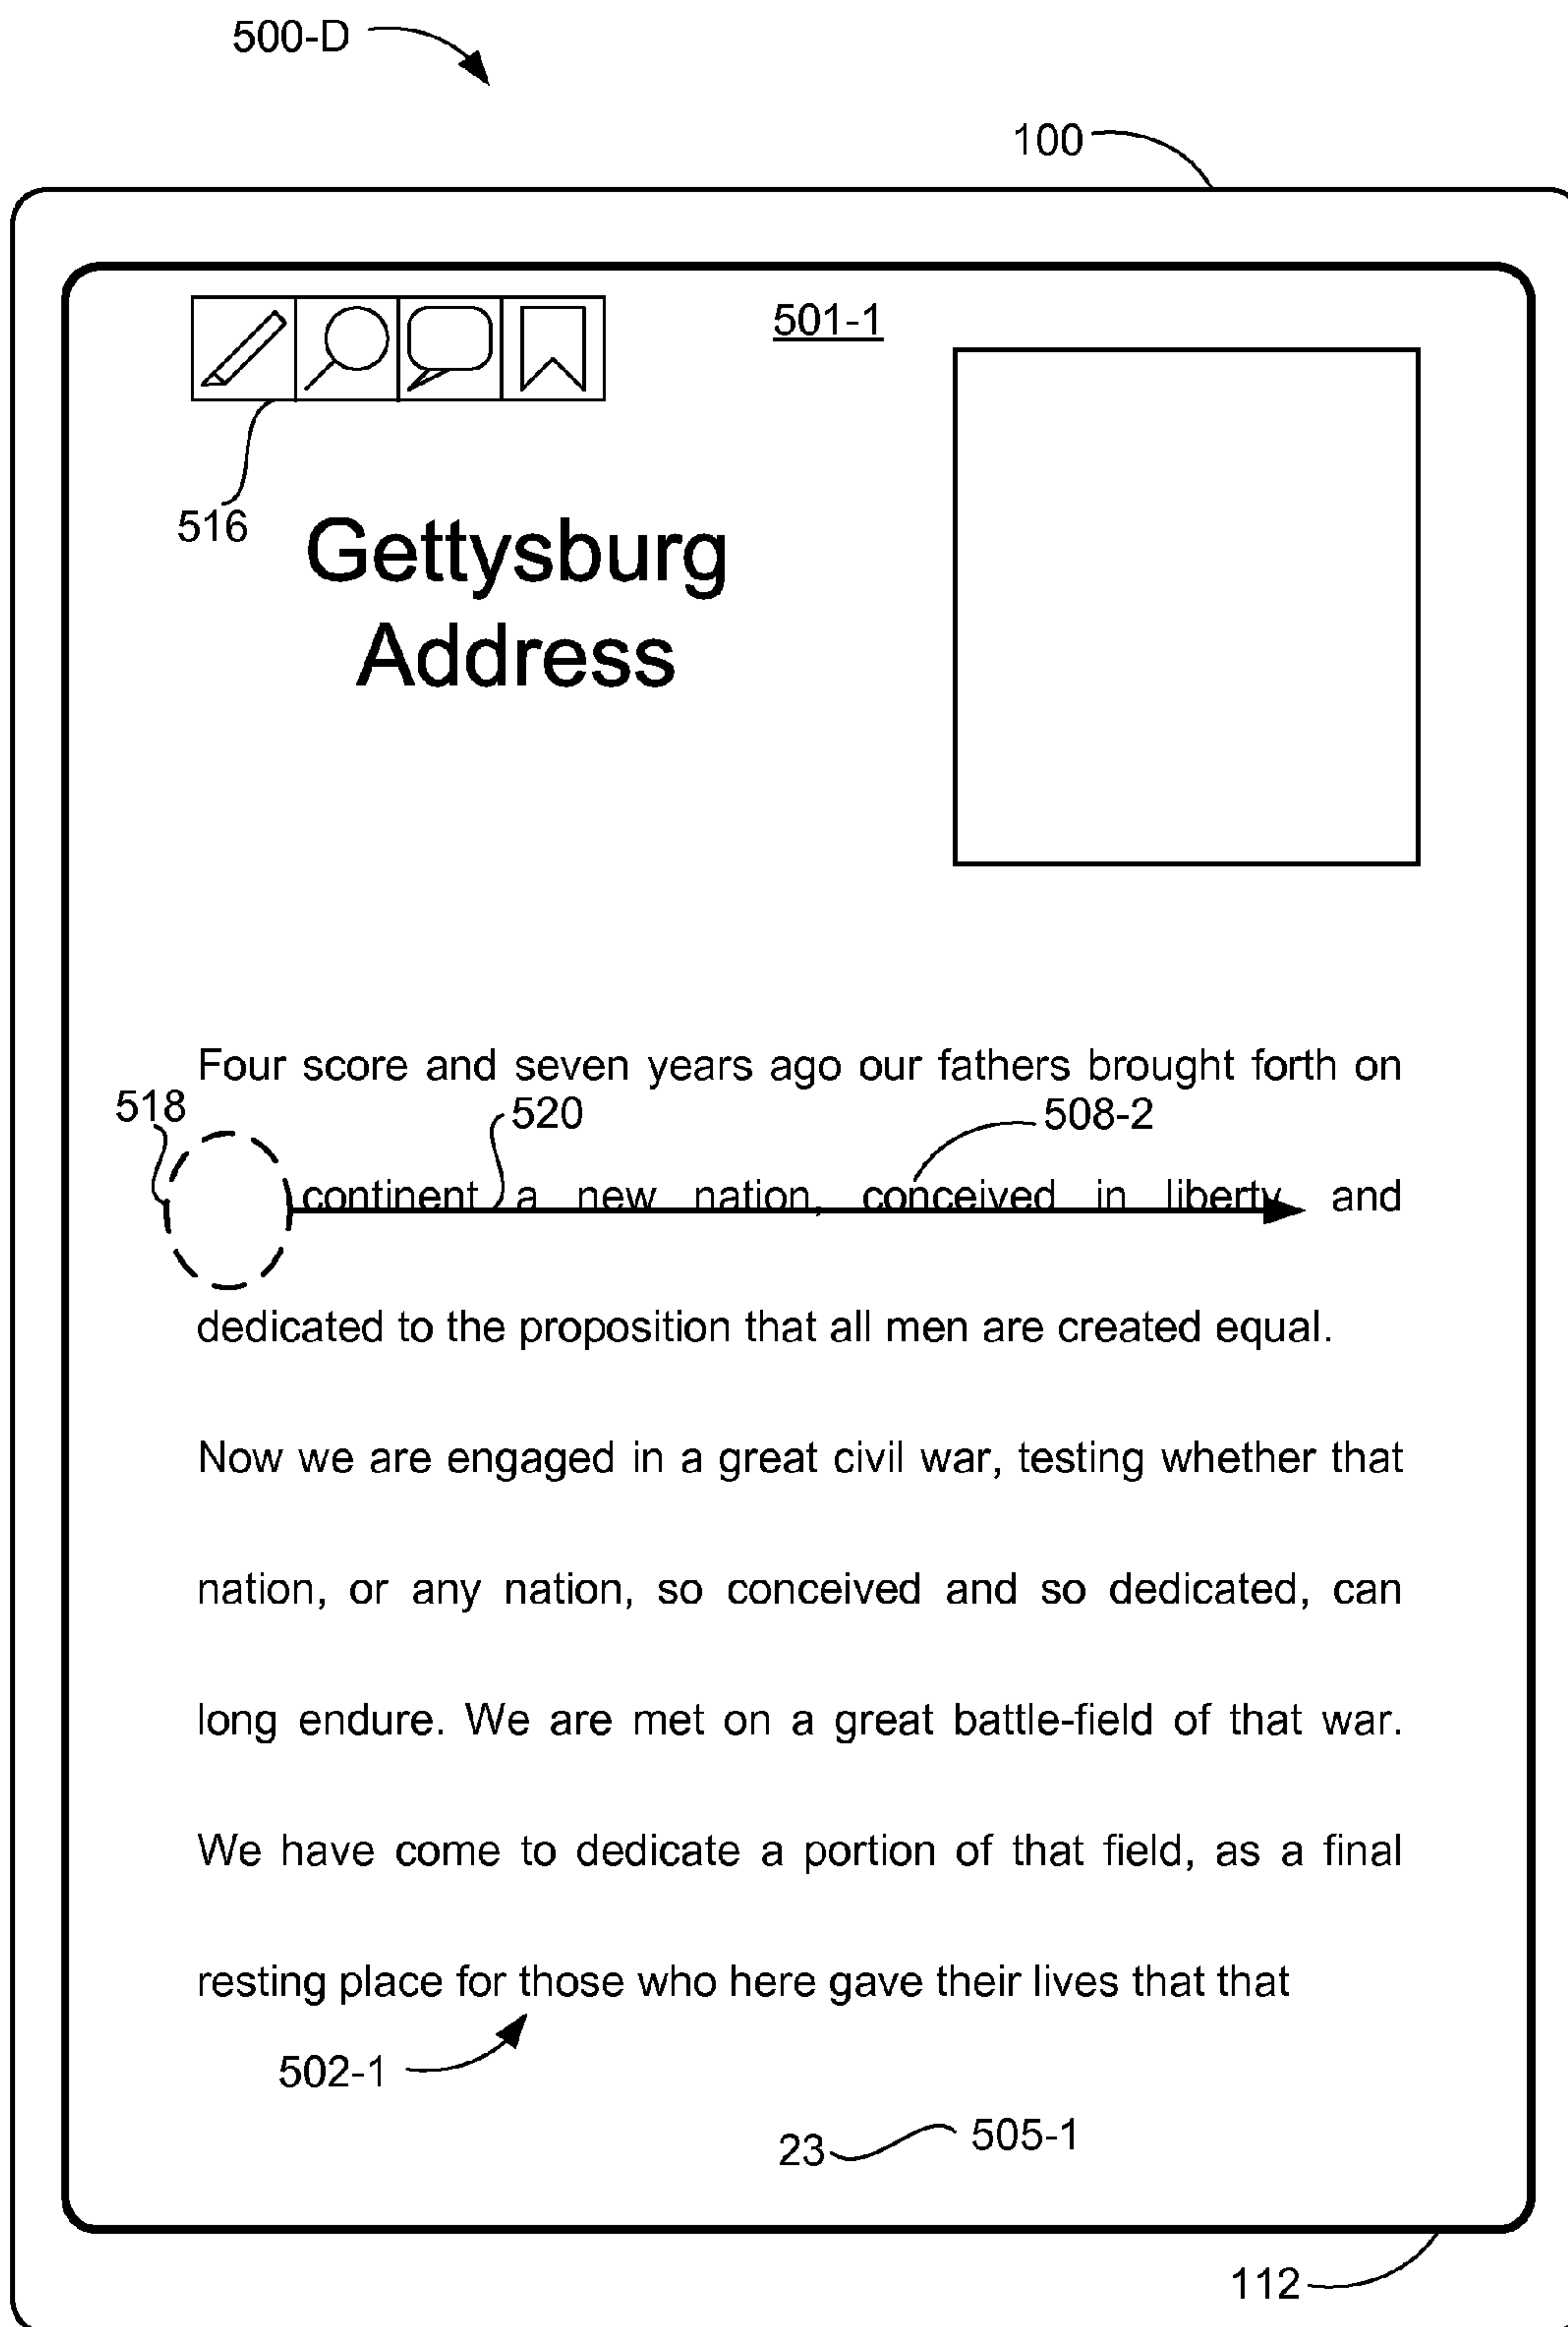 500-D
100
501-1
516
Gettysburg
Address
Four score and seven years ago our fathers brought forth on
518
520
508-2
continent a new nation, conceived in liberty and
dedicated to the proposition that all men are created equal.
Now we are engaged in a great civil war, testing whether that
nation, or any nation, so conceived and so dedicated, can
long endure. We are met on a great battle-field of that war.
We have come to dedicate a portion of that field, as a final
resting place for those who here gave their lives that that
502-1
23
505-1
112